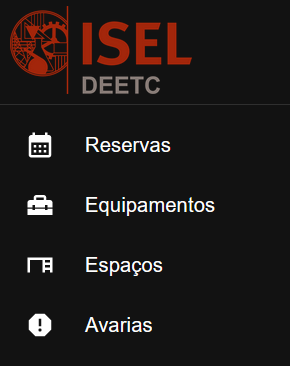 ISEL
DEETC
Reservas
Equipamentos
Espaços
Avarias